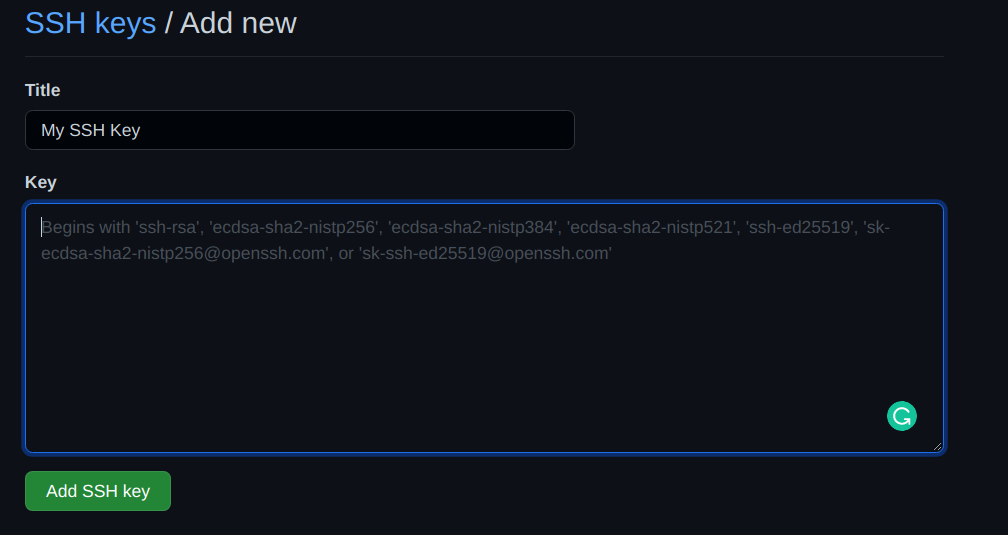 SSH keys / Add new
Title
My SSH Key
Key
Begins with 'ssh-rsa', 'ecdsa-sha2-nistp256', 'ecdsa-sha2-nistp384', 'ecdsa-sha2-nistp521', 'ssh-ed25519', 'sk-
ecdsa-sha2-nistp256@openssh.com', or 'sk-ssh-ed25519@openssh.com'
Add SSH key